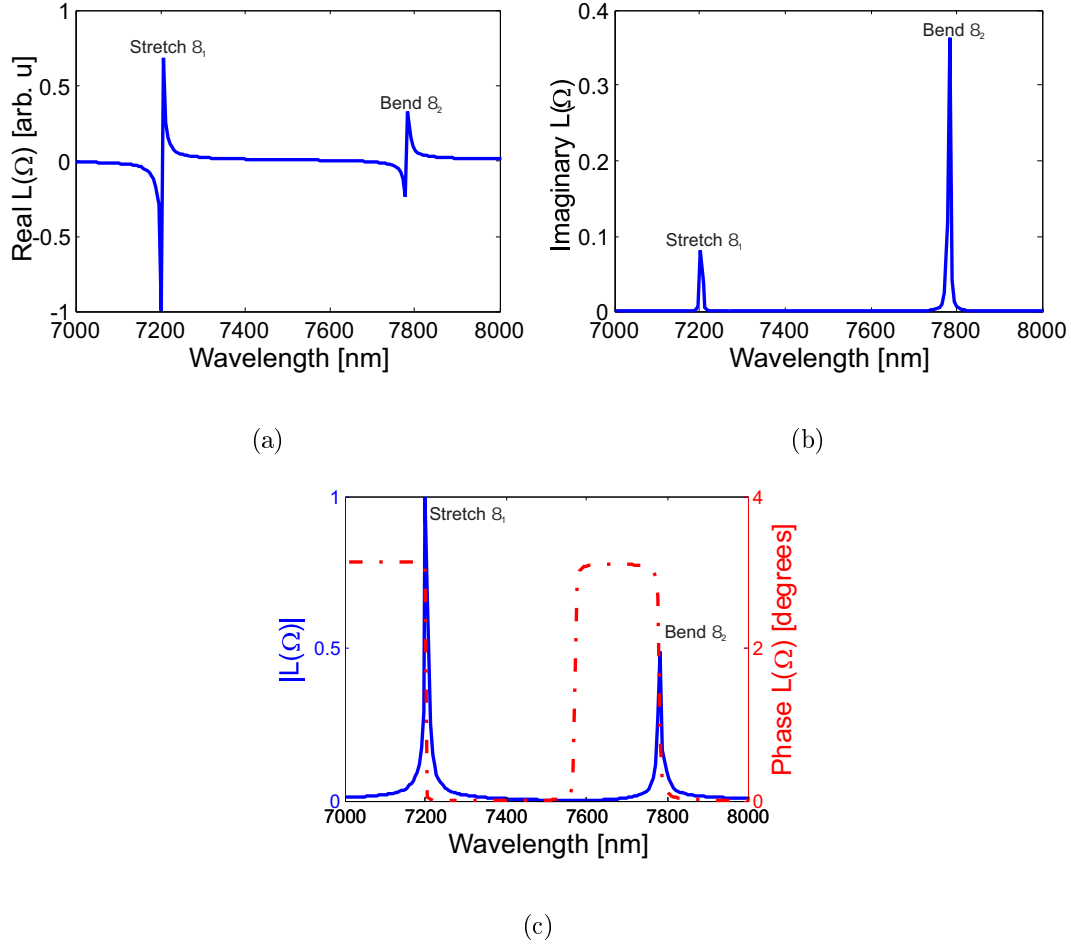 1
0.5
0
-0.5
-1
Real L(Ω) [arb. u]
Stretch 8₁
Bend 8₂
7000 7200 7400 7600 7800 8000
Wavelength [nm]
(a)
0.4
0.3
0.2
0.1
0
Imaginary L(Ω)
Stretch 8₁
Bend 8₂
7000 7200 7400 7600 7800 8000
Wavelength [nm]
(b)
1
0.5
0
|L(Ω)|
Stretch 8₁
Bend 8₂
4
2
0
Phase L(Ω) [degrees]
7000 7200 7400 7600 7800 8000
Wavelength [nm]
(c)